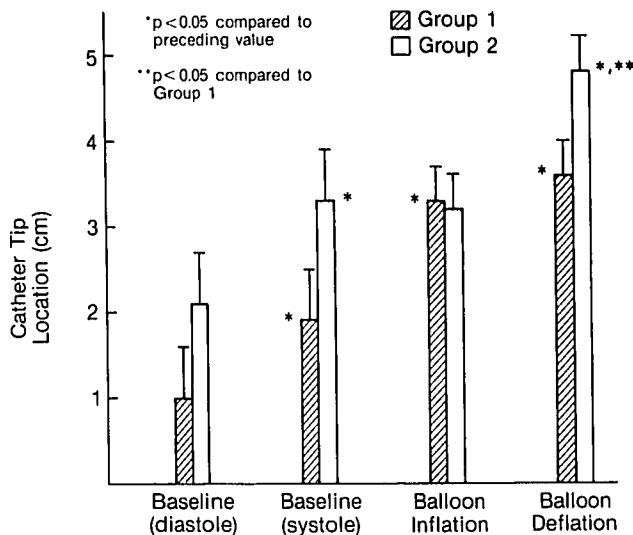 *p<0.05 compared to
preceding value
**p<0.05 compared to
Group 1
Group 1
Group 2
Catheter Tip
Location (cm)
5
4
3
2
1
*
*
*
*
*,**
Baseline
(diastole)
Baseline
(systole)
Balloon
Inflation
Balloon
Deflation